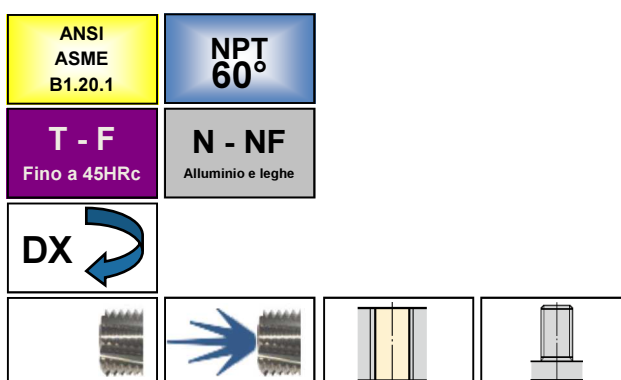 ANSI
ASME
B1.20.1
NPT
60°
T - F
Fino a 45HRc
N - NF
Alluminio e leghe
DX